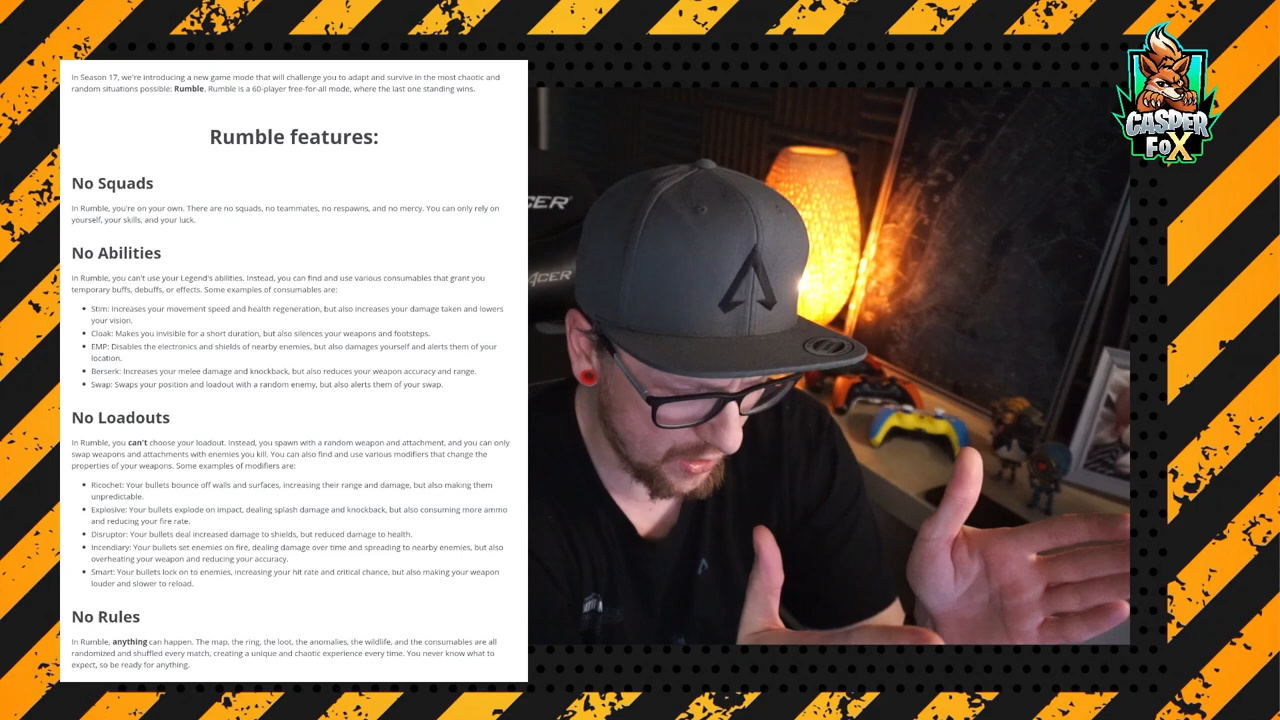 In Season 17, we're introducing a new game mode that will challenge you to adapt and survive in the most chaotic and
random situations possible: Rumble. Rumble is a 60-player free-for-all mode, where the last one standing wins.
Rumble features:
No Squads
In Rumble, you're on your own. There are no squads, no teammates, no respawns, and no mercy. You can only rely on
yourself, your skills, and your luck.
No Abilities
In Rumble, you can't use your Legend's abilities. Instead, you can find and use various consumables that grant you
temporary buffs, debuffs, or effects. Some examples of consumables are:
• Stim: Increases your movement speed and health regeneration, but also increases your damage taken and lowers
your vision.
• Cloak: Makes you invisible for a short duration, but also silences your weapons and footsteps.
• EMP: Disables the electronics and shields of nearby enemies, but also damages yourself and alerts them of your
location.
• Berserk: Increases your melee damage and knockback, but also reduces your weapon accuracy and range.
• Swap: Swaps your position and loadout with a random enemy, but also alerts them of your swap.
No Loadouts
In Rumble, you can't choose your loadout. Instead, you spawn with a random weapon and attachment, and you can only
swap weapons and attachments with enemies you kill. You can also find and use various modifiers that change the
properties of your weapons. Some examples of modifiers are:
• Ricochet: Your bullets bounce off walls and surfaces, increasing their range and damage, but also making them
unpredictable.
• Explosive: Your bullets explode on impact, dealing splash damage and knockback, but also consuming more ammo
and reducing your fire rate.
• Disruptor: Your bullets deal increased damage to shields, but reduced damage to health.
• Incendiary: Your bullets set enemies on fire, dealing damage over time and spreading to nearby enemies, but also
overheating your weapon and reducing your accuracy.
• Smart: Your bullets lock on to enemies, increasing your hit rate and critical chance, but also making your weapon
louder and slower to reload.
No Rules
In Rumble, anything can happen. The map, the ring, the loot, the anomalies, the wildlife, and the consumables are all
randomized and shuffled every match, creating a unique and chaotic experience every time. You never know what to
expect, so be ready for anything.
CASPER
FOX
CER
ACER